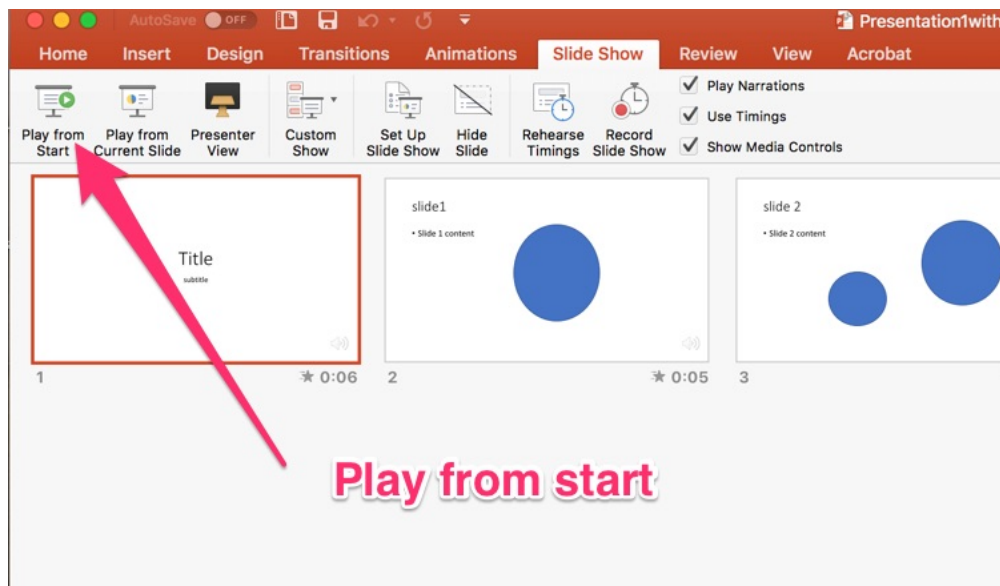 AutoSave OFF Presentation1with
Home Insert Design Transitions Animations Slide Show Review View Acrobat
Play from Start
Play from Current Slide
Presenter View
Custom Show
Set Up Slide Show
Hide Slide
Rehearse Timings
Record Slide Show
Play Narrations
Use Timings
Show Media Controls
Title
subtitle
1 0:06
slide1
• Slide 1 content
2 0:05
slide 2
• Slide 2 content
3
Play from start